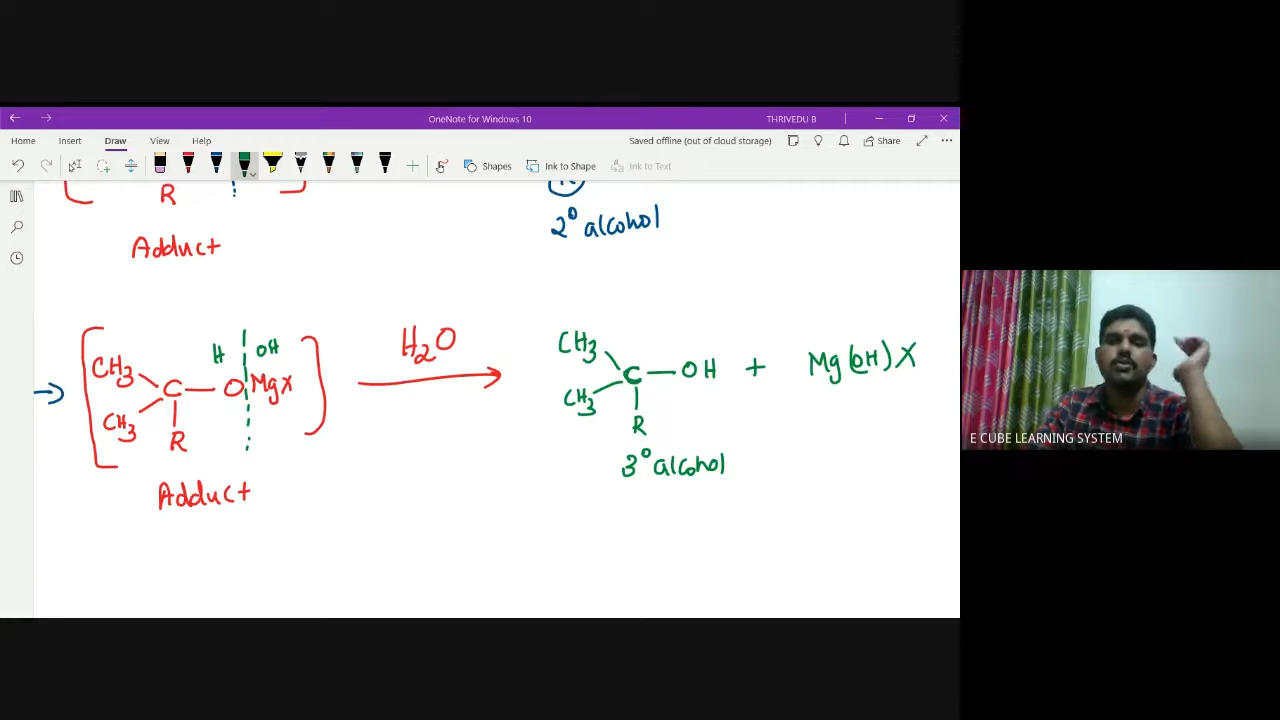 OneNote for Windows 10
THRIVEDU B
Home Insert Draw View Help
Saved offline (out of cloud storage)
Share
Shapes
Ink to Shape
Ink to Text
R
2° alcohol
Adduct
H OH
CH3
C — O MgX
CH3
R
Adduct
H2O
CH3
C — OH + Mg(OH)X
CH3
R
3° alcohol
E CUBE LEARNING SYSTEM